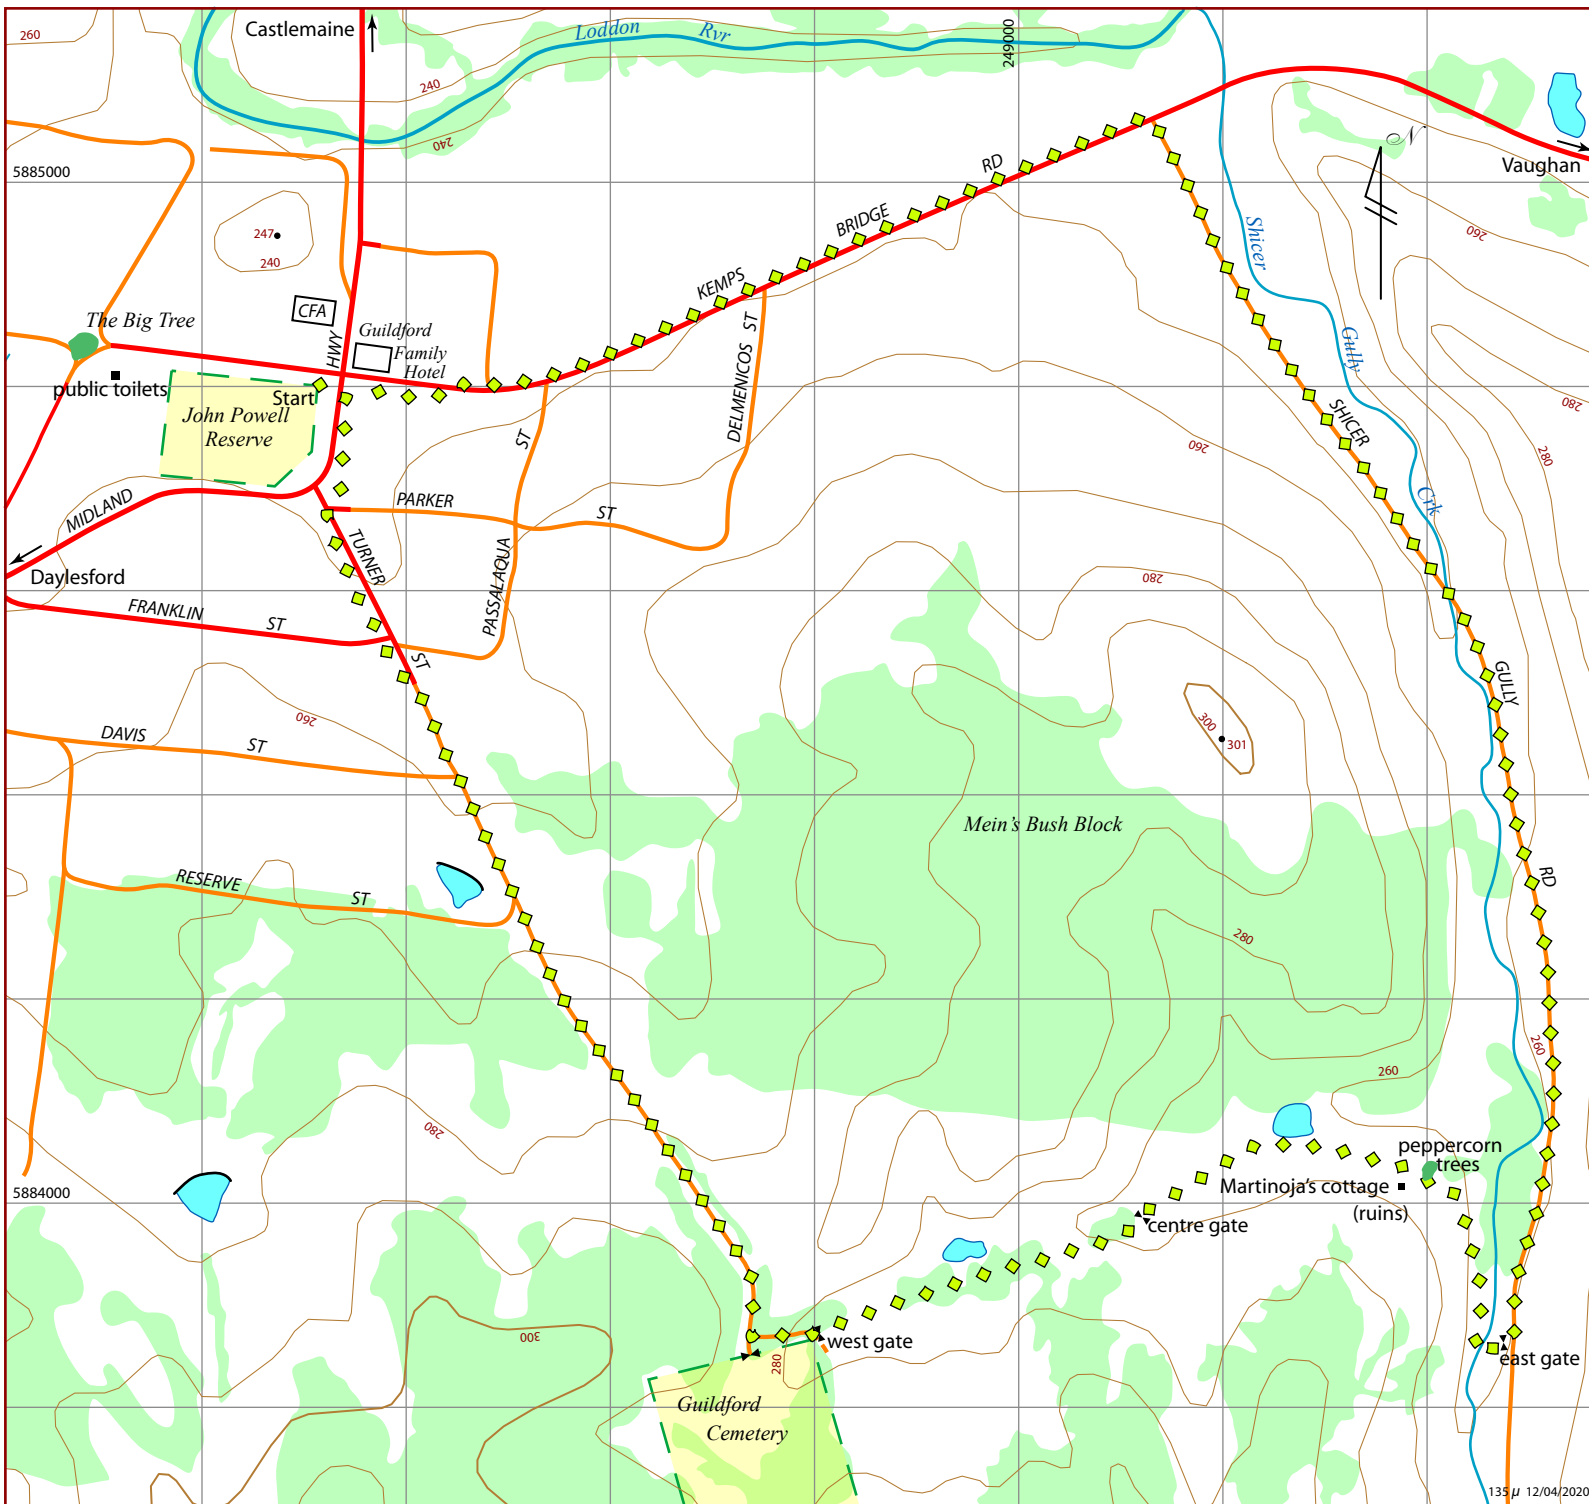 260
Castlemaine
Loddon Rvr
249000
240
240
Vaughan
N
5885000
RD
BRIDGE
KEMPS
Shicer
260
247
240
The Big Tree
CFA
HWY
Guildford
Family
Hotel
Gully
public toilets
Start
John Powell
Reserve
DELMENICOS ST
280
SHICER
ST
260
280
MIDLAND
PARKER ST
Crk
TURNER
PASSALAQUA
Daylesford
280
FRANKLIN ST
ST
GULLY
260
300
301
DAVIS ST
Mein's Bush Block
RESERVE ST
RD
280
260
260
280
peppercorn
trees
5884000
Martinoja's cottage
(ruins)
centre gate
300
west gate
280
east gate
Guildford
Cemetery
135µ 12/04/2020